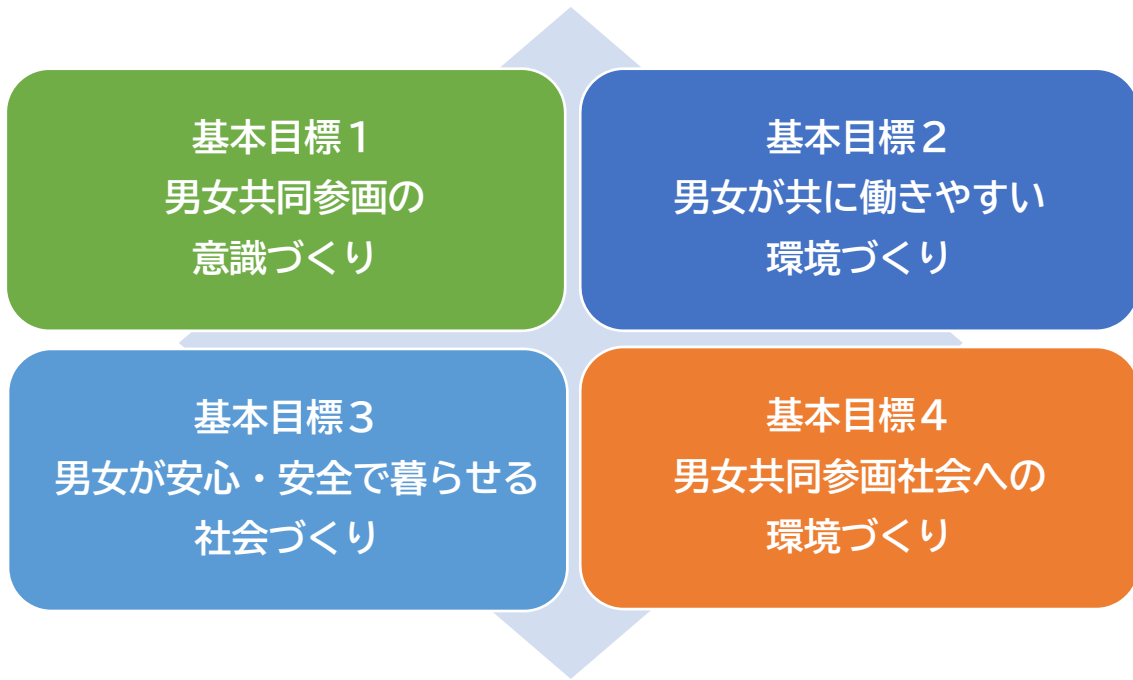 基本目標１
男女共同参画の
意識づくり
基本目標２
男女が共に働きやすい
環境づくり
基本目標３
男女が安心・安全で暮らせる
社会づくり
基本目標４
男女共同参画社会への
環境づくり